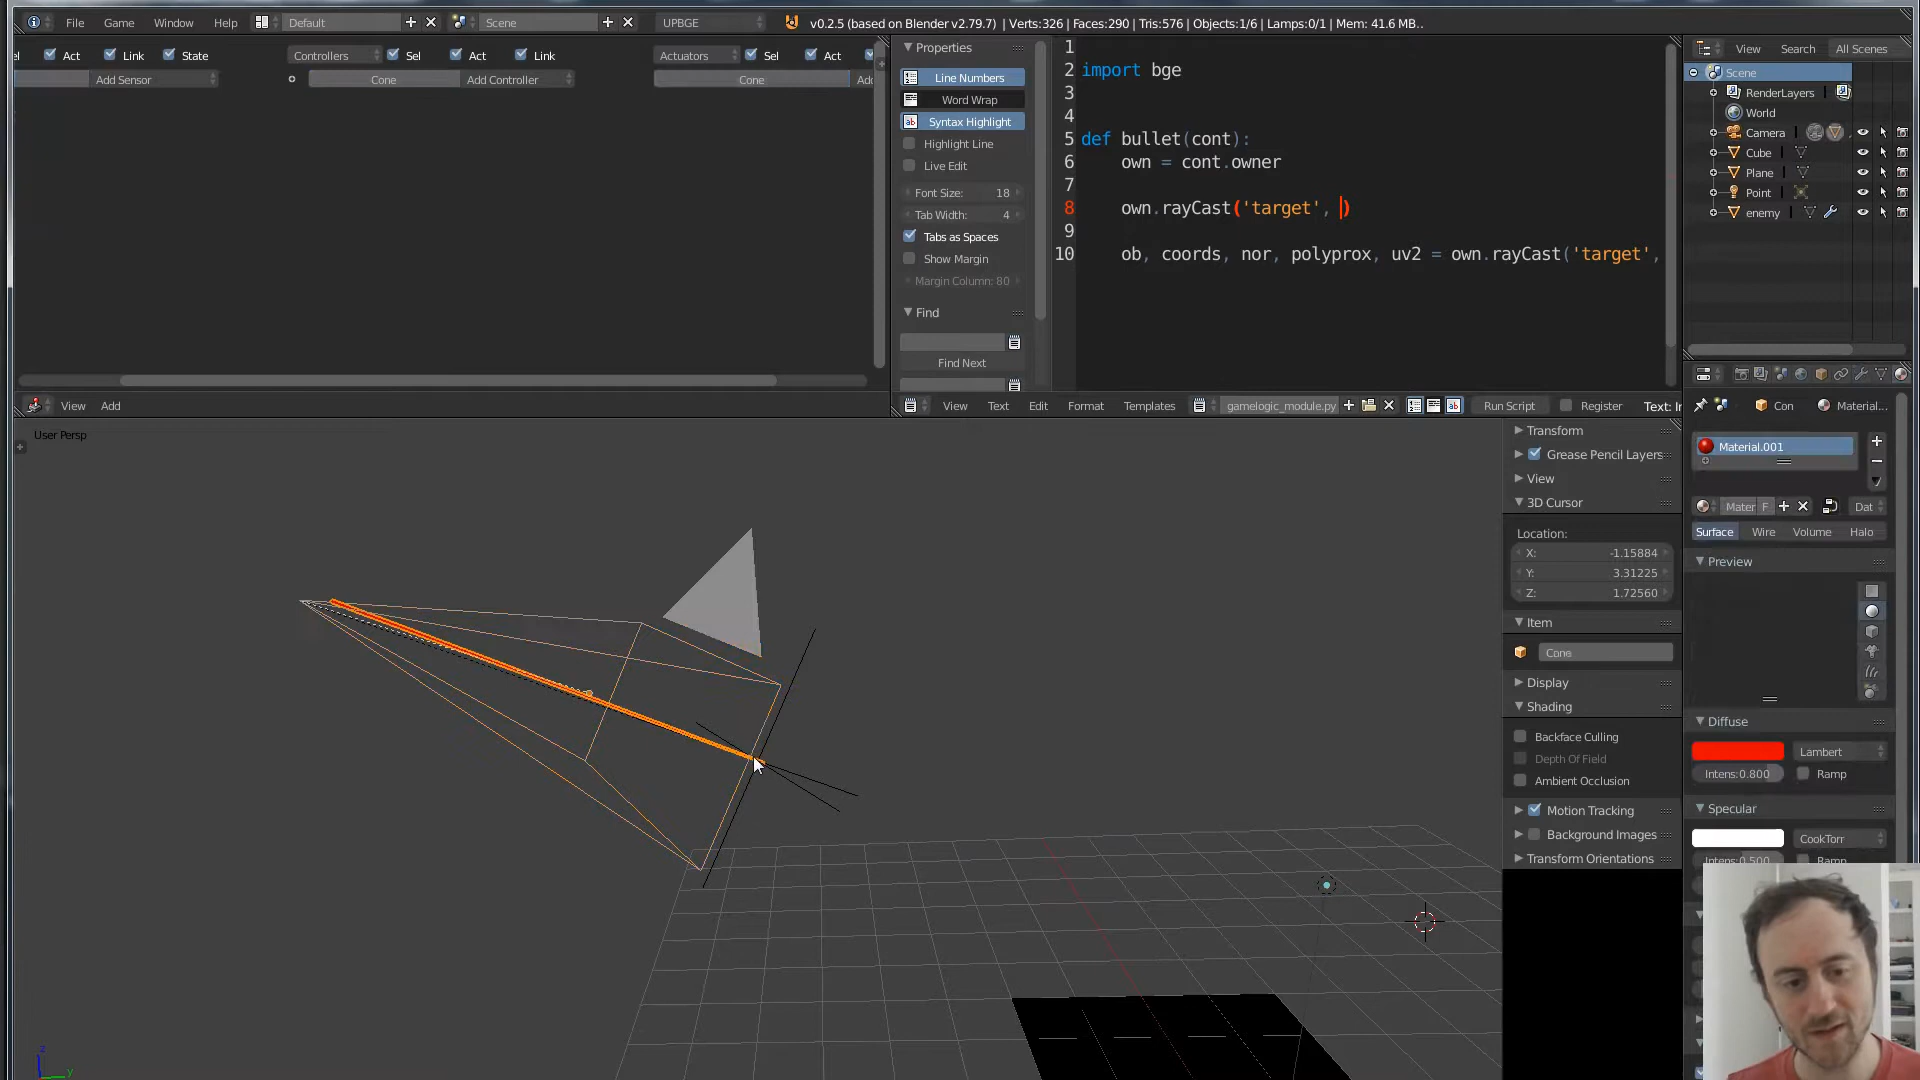 File Game Window Help Default Scene UPBGE v0.2.5 (based on Blender v2.79.7) | Verts:326 | Faces:290 | Tris:576 | Objects:1/6 | Lamps:0/1 | Mem: 41.6 MB..
Act Link State Controllers Sel Act Link Actuators Sel Act
Add Sensor Cone Add Controller Cone
View Add
Properties
Line Numbers
Word Wrap
Syntax Highlight
Highlight Line
Live Edit
Font Size: 18
Tab Width: 4
Tabs as Spaces
Show Margin
Margin Column: 80
Find
Find Next
1
2 import bge
3
4
5 def bullet(cont):
6 own = cont.owner
7
8 own.rayCast('target', )
9
10 ob, coords, nor, polyprox, uv2 = own.rayCast('target',
View Text Edit Format Templates gamelogic_module.py Run Script Register
View Search All Scenes
Scene
RenderLayers
World
Camera
Cube
Plane
Point
enemy
User Persp
z
y
Transform
Grease Pencil Layers
View
3D Cursor
Location:
X: -1.15884
Y: 3.31225
Z: 1.72560
Item
Cone
Display
Shading
Backface Culling
Depth Of Field
Ambient Occlusion
Motion Tracking
Background Images
Transform Orientations
Con Material...
Material.001
Mater F Dat
Surface Wire Volume Halo
Preview
Diffuse
Lambert
Intens:0.800 Ramp
Specular
CookTorr